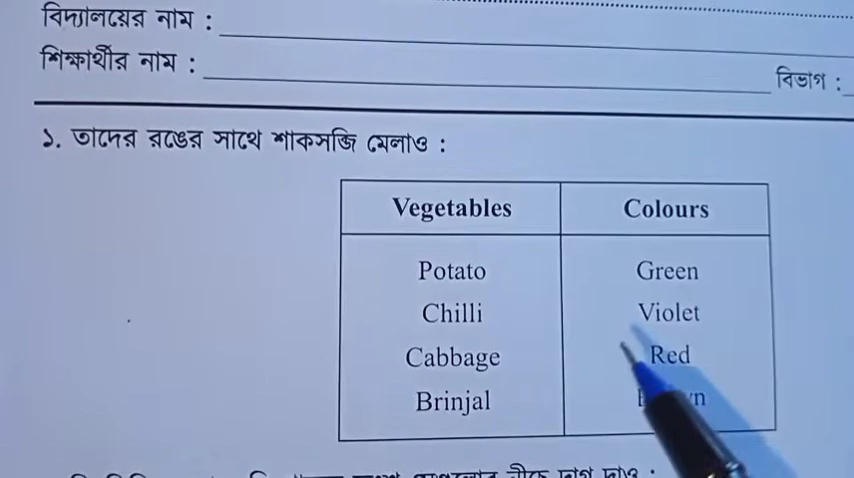 বিদ্যালয়ের নাম :
শিক্ষার্থীর নাম :
বিভাগ :
১. তাদের রঙের সাথে শাকসব্জি মেলাও :
Vegetables Colours
Potato Green
Chilli Violet
Cabbage Red
Brinjal
নীচে দাগ দাও :